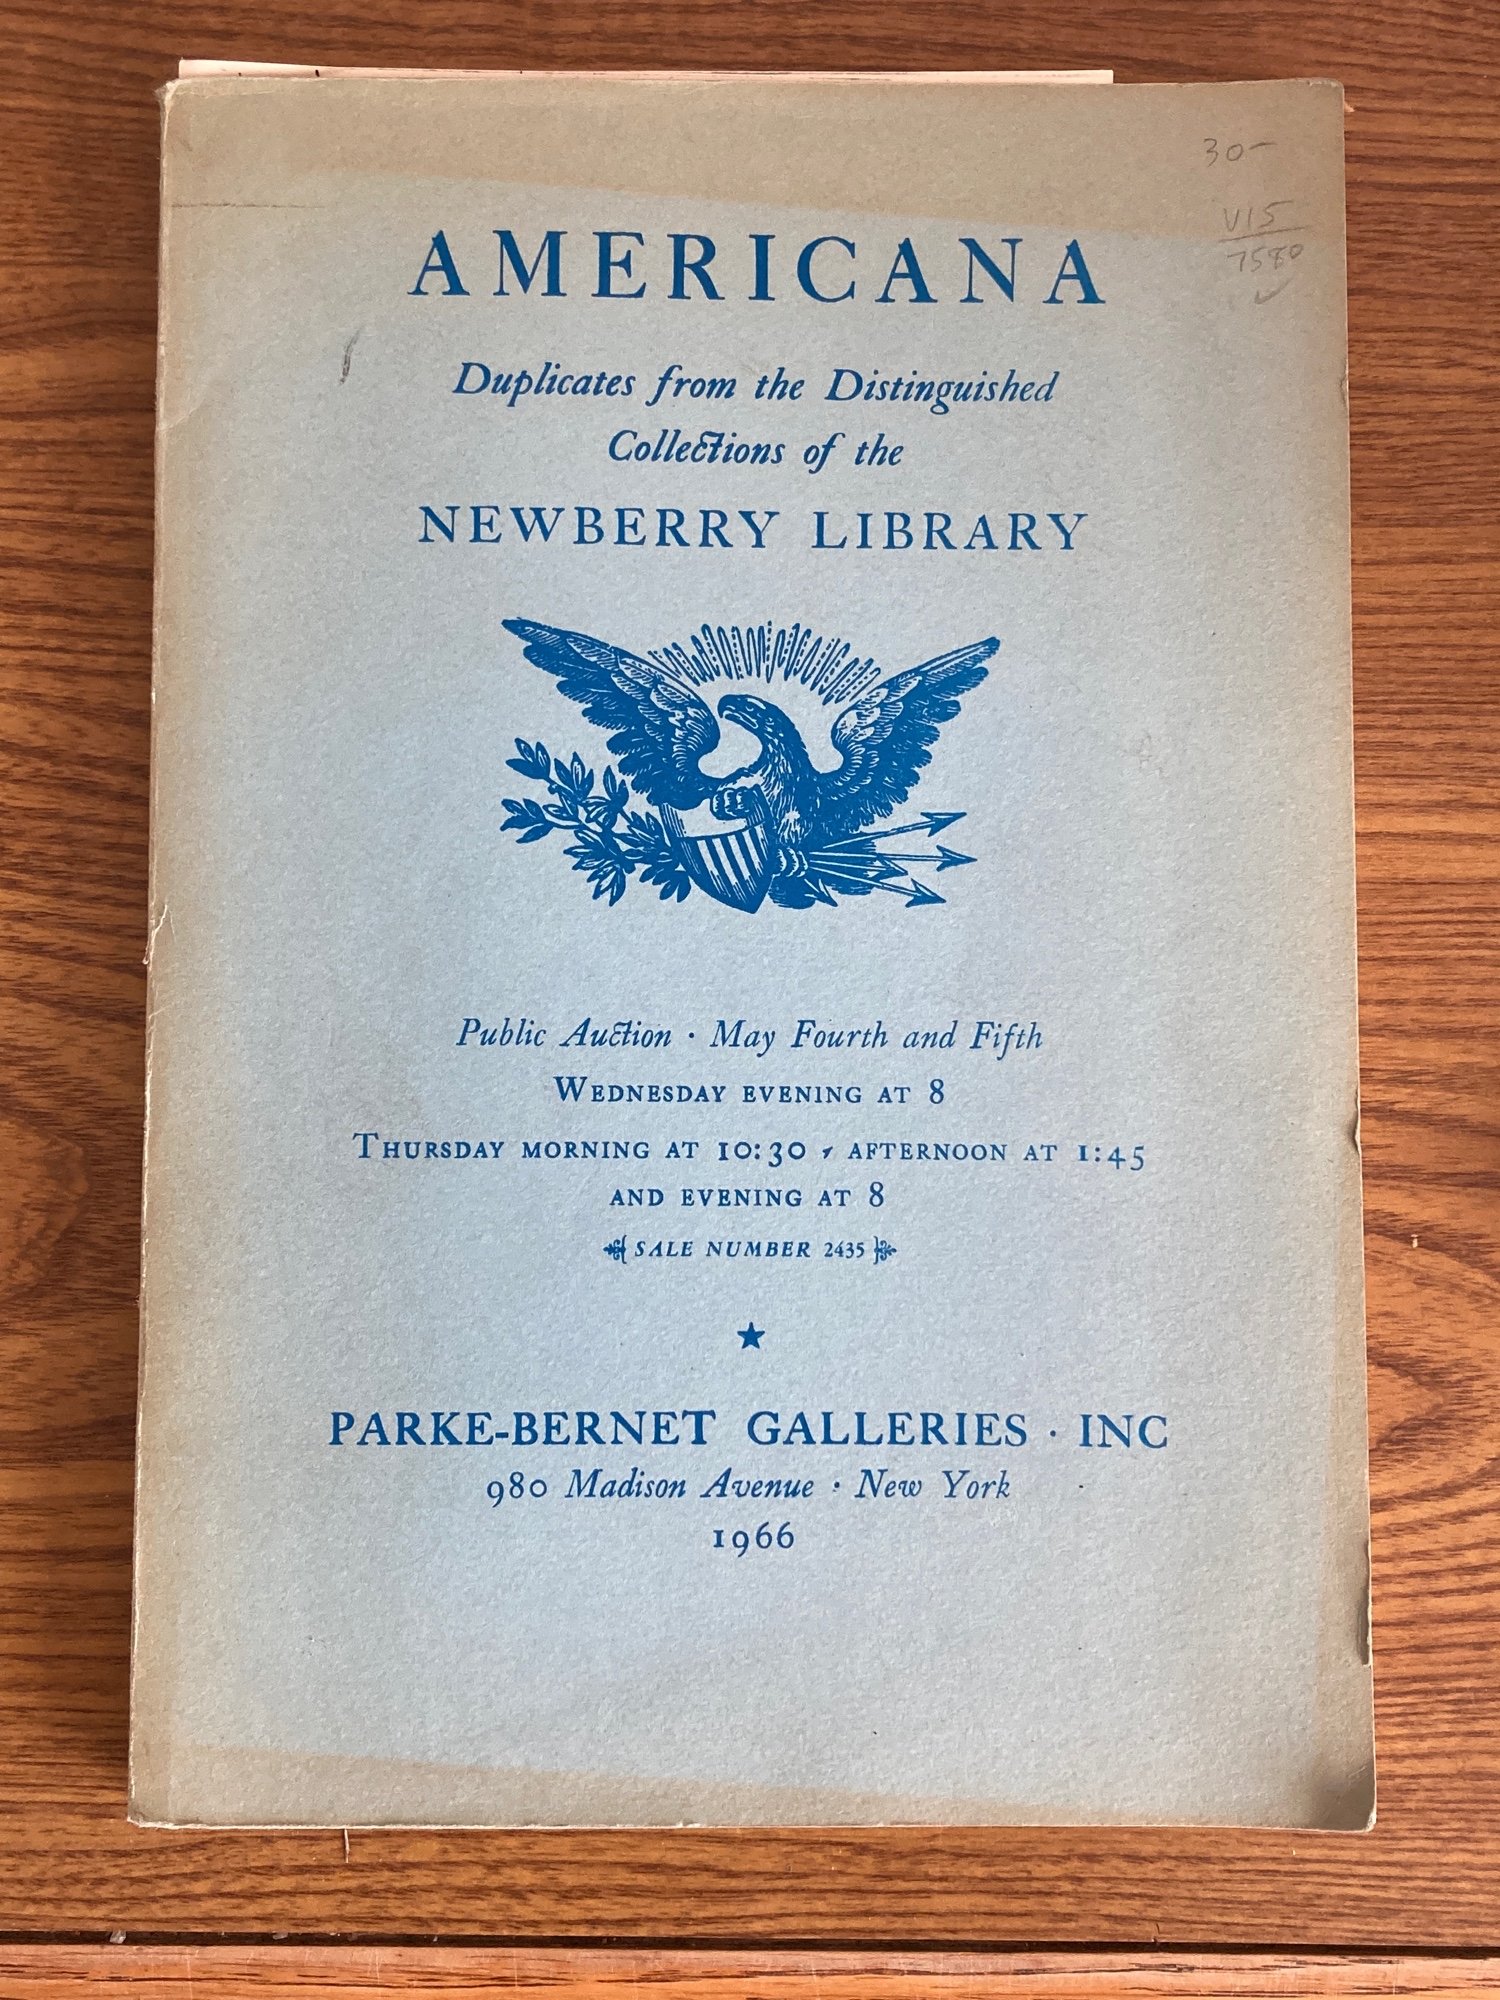 30-
V15
7580
AMERICANA
Duplicates from the Distinguished
Collections of the
NEWBERRY LIBRARY
Public Auction · May Fourth and Fifth
WEDNESDAY EVENING AT 8
THURSDAY MORNING AT 10:30 · AFTERNOON AT 1:45
AND EVENING AT 8
SALE NUMBER 2435
★
PARKE-BERNET GALLERIES · INC
980 Madison Avenue · New York
1966